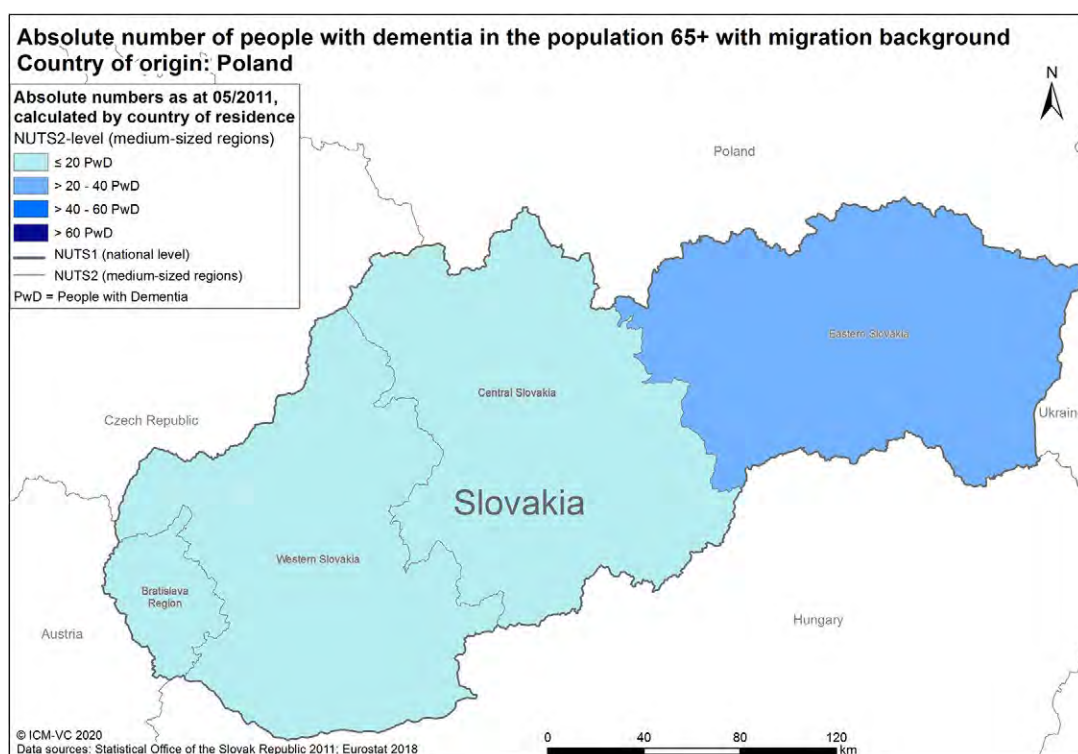 Absolute number of people with dementia in the population 65+ with migration background
Country of origin: Poland
Absolute numbers as at 05/2011,
calculated by country of residence
NUTS2-level (medium-sized regions)
≤ 20 PwD
> 20 - 40 PwD
> 40 - 60 PwD
> 60 PwD
NUTS1 (national level)
NUTS2 (medium-sized regions)
PwD = People with Dementia
N
Poland
Eastern Slovakia
Central Slovakia
Czech Republic
Ukrain
Slovakia
Western Slovakia
Bratislava
Region
Austria
Hungary
© ICM-VC 2020
Data sources: Statistical Office of the Slovak Republic 2011; Eurostat 2018
0 40 80 120
km